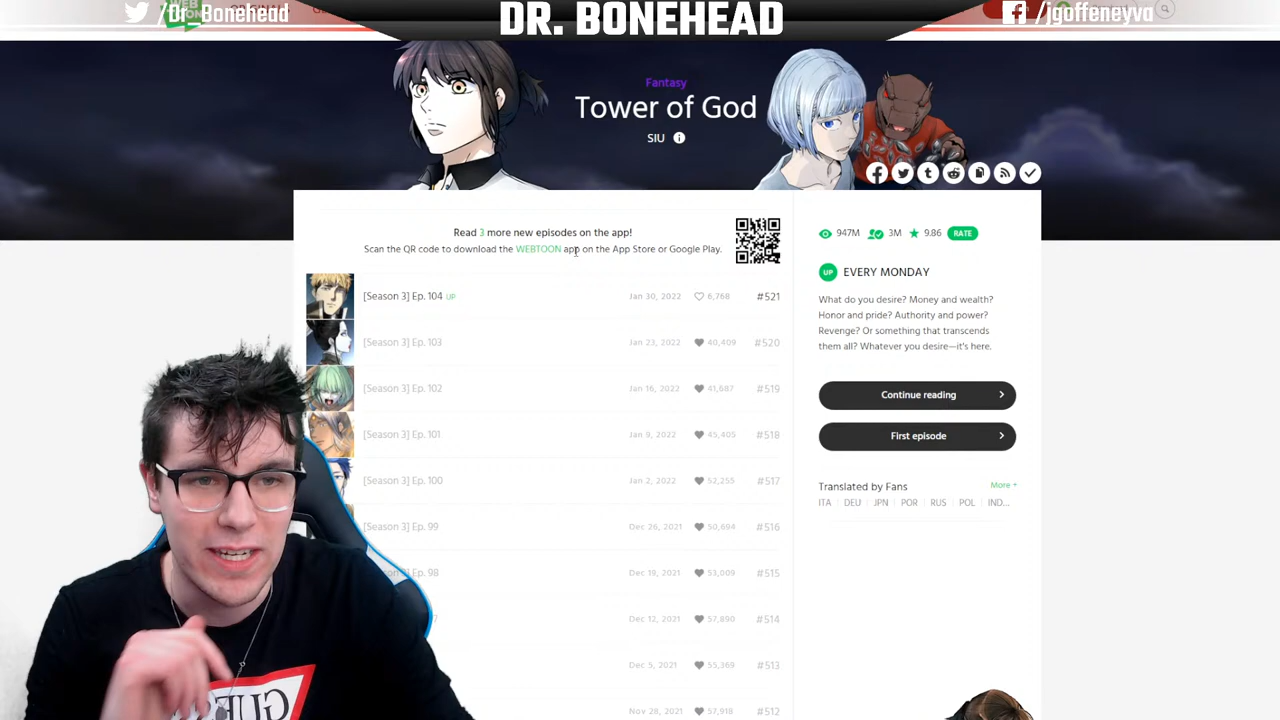 /Dr_Bonehead
DR. BONEHEAD
/jgoffeneyva
WEB
Fantasy
Tower of God
SIU
Read 3 more new episodes on the app!
Scan the QR code to download the WEBTOON app on the App Store or Google Play.
[Season 3] Ep. 104 UP Jan 30, 2022 6,768 #521
[Season 3] Ep. 103 Jan 23, 2022 40,409 #520
[Season 3] Ep. 102 Jan 16, 2022 41,687 #519
[Season 3] Ep. 101 Jan 9, 2022 45,405 #518
[Season 3] Ep. 100 Jan 2, 2022 52,255 #517
Ep. 99 Dec 26, 2021 50,694 #516
Ep. 98 Dec 19, 2021 53,009 #515
Dec 12, 2021 57,890 #514
Dec 5, 2021 55,369 #513
Nov 28, 2021 57,918 #512
947M 3M 9.86 RATE
UP EVERY MONDAY
What do you desire? Money and wealth?
Honor and pride? Authority and power?
Revenge? Or something that transcends
them all? Whatever you desire—it's here.
Continue reading
First episode
Translated by Fans More +
ITA DEU JPN POR RUS POL IND...